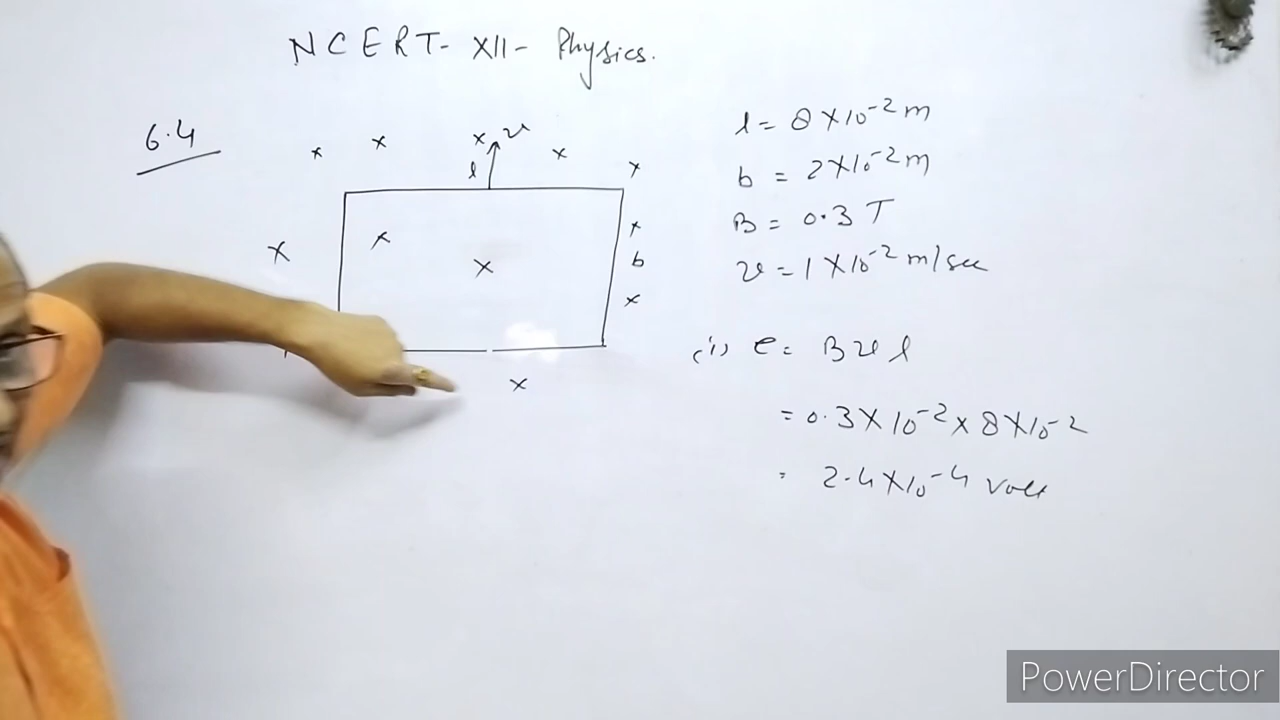 NCERT- XII- Physics.
6.4
x x x v x x
l
x x x x
b
x
x
l = 8 X 10⁻² m
b = 2 X 10⁻² m
B = 0.3 T
v = 1 X 10⁻² m/sec
(i) e = B v l
= 0.3 X 10⁻² x 8 X 10⁻²
= 2.4 X 10⁻⁴ volt
PowerDirector